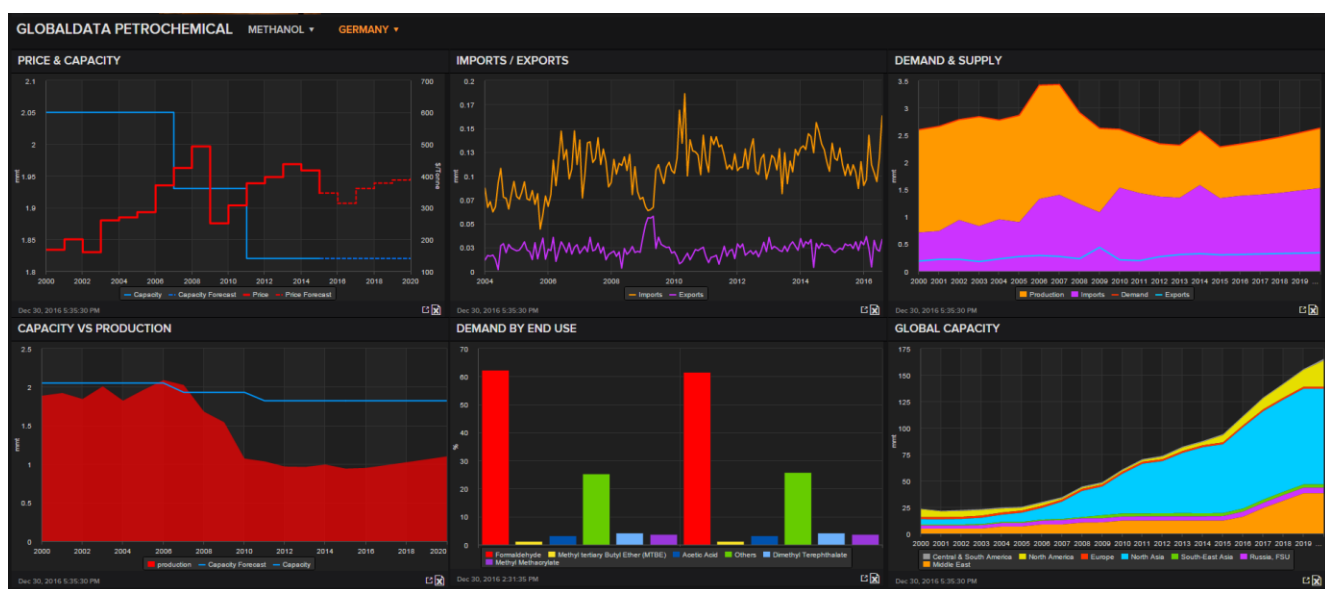 GLOBALDATA PETROCHEMICAL METHANOL ▾ GERMANY ▾
PRICE & CAPACITY
2.1
2.05
2
1.95
1.9
1.85
1.8
mmt
700
600
500
400
300
200
100
$/Tonne
2000 2002 2004 2006 2008 2010 2012 2014 2016 2018 2020
Capacity Capacity Forecast Price Price Forecast
Dec 30, 2016 5:35:30 PM
IMPORTS / EXPORTS
0.2
0.17
0.15
0.13
0.1
0.07
0.05
0.03
0
mmt
2004 2006 2008 2010 2012 2014 2016
Imports Exports
Dec 30, 2016 5:35:30 PM
DEMAND & SUPPLY
3.5
3
2.5
2
1.5
1
0.5
0
mmt
2000 2001 2002 2003 2004 2005 2006 2007 2008 2009 2010 2011 2012 2013 2014 2015 2016 2017 2018 2019 ...
Production Imports Demand Exports
Dec 30, 2016 5:35:30 PM
CAPACITY VS PRODUCTION
2.5
2
1.5
1
0.5
0
mmt
2000 2002 2004 2006 2008 2010 2012 2014 2016 2018 2020
production Capacity Forecast Capacity
Dec 30, 2016 5:35:30 PM
DEMAND BY END USE
70
60
50
40
30
20
10
0
%
Formaldehyde Methyl tertiary Butyl Ether (MTBE) Acetic Acid Others Dimethyl Terephthalate
Methyl Methacrylate
Dec 30, 2016 2:31:35 PM
GLOBAL CAPACITY
175
150
125
100
75
50
25
0
mmt
2000 2001 2002 2003 2004 2005 2006 2007 2008 2009 2010 2011 2012 2013 2014 2015 2016 2017 2018 2019 ...
Central & South America North America Europe North Asia South-East Asia Russia, FSU
Middle East
Dec 30, 2016 5:35:30 PM